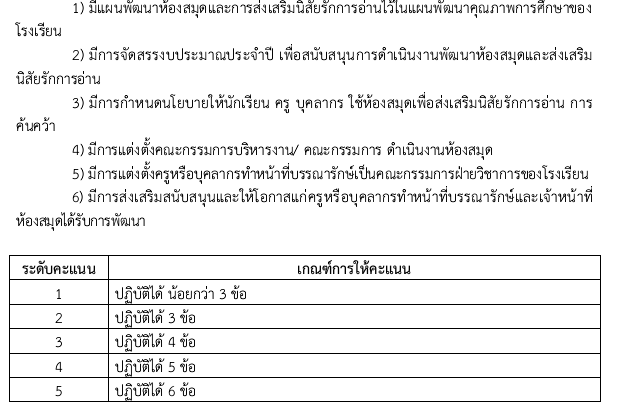 1) มีแผนพัฒนาห้องสมุดและการส่งเสริมนิสัยรักการอ่านไว้ในแผนพัฒนาคุณภาพการศึกษาของ
โรงเรียน
2) มีการจัดสรรงบประมาณประจำปี เพื่อสนับสนุนการดำเนินงานพัฒนาห้องสมุดและส่งเสริม
นิสัยรักการอ่าน
3) มีการกำหนดนโยบายให้นักเรียน ครู บุคลากร ใช้ห้องสมุดเพื่อส่งเสริมนิสัยรักการอ่าน การ
ค้นคว้า
4) มีการแต่งตั้งคณะกรรมการบริหารงาน/ คณะกรรมการ ดำเนินงานห้องสมุด
5) มีการแต่งตั้งครูหรือบุคลากรทำหน้าที่บรรณารักษ์เป็นคณะกรรมการฝ่ายวิชาการของโรงเรียน
6) มีการส่งเสริมสนับสนุนและให้โอกาสแก่ครูหรือบุคลากรทำหน้าที่บรรณารักษ์และเจ้าหน้าที่
ห้องสมุดได้รับการพัฒนา
ระดับคะแนน เกณฑ์การให้คะแนน
1 ปฏิบัติได้ น้อยกว่า 3 ข้อ
2 ปฏิบัติได้ 3 ข้อ
3 ปฏิบัติได้ 4 ข้อ
4 ปฏิบัติได้ 5 ข้อ
5 ปฏิบัติได้ 6 ข้อ